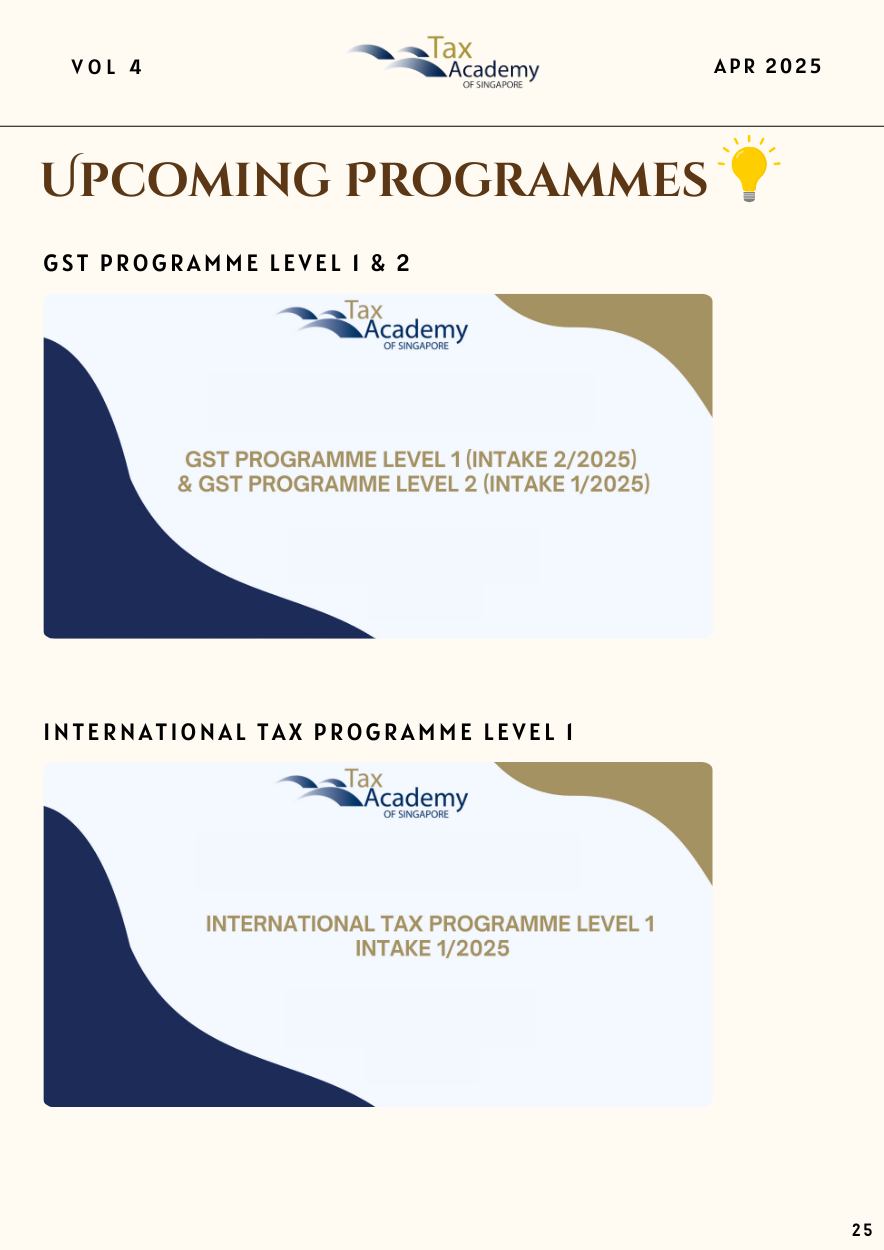 VOL 4
Tax
Academy
OF SINGAPORE
APR 2025
UPCOMING PROGRAMMES
GST PROGRAMME LEVEL 1 & 2
Tax
Academy
OF SINGAPORE
GST PROGRAMME LEVEL 1 (INTAKE 2/2025)
& GST PROGRAMME LEVEL 2 (INTAKE 1/2025)
INTERNATIONAL TAX PROGRAMME LEVEL 1
Tax
Academy
OF SINGAPORE
INTERNATIONAL TAX PROGRAMME LEVEL 1
INTAKE 1/2025
25